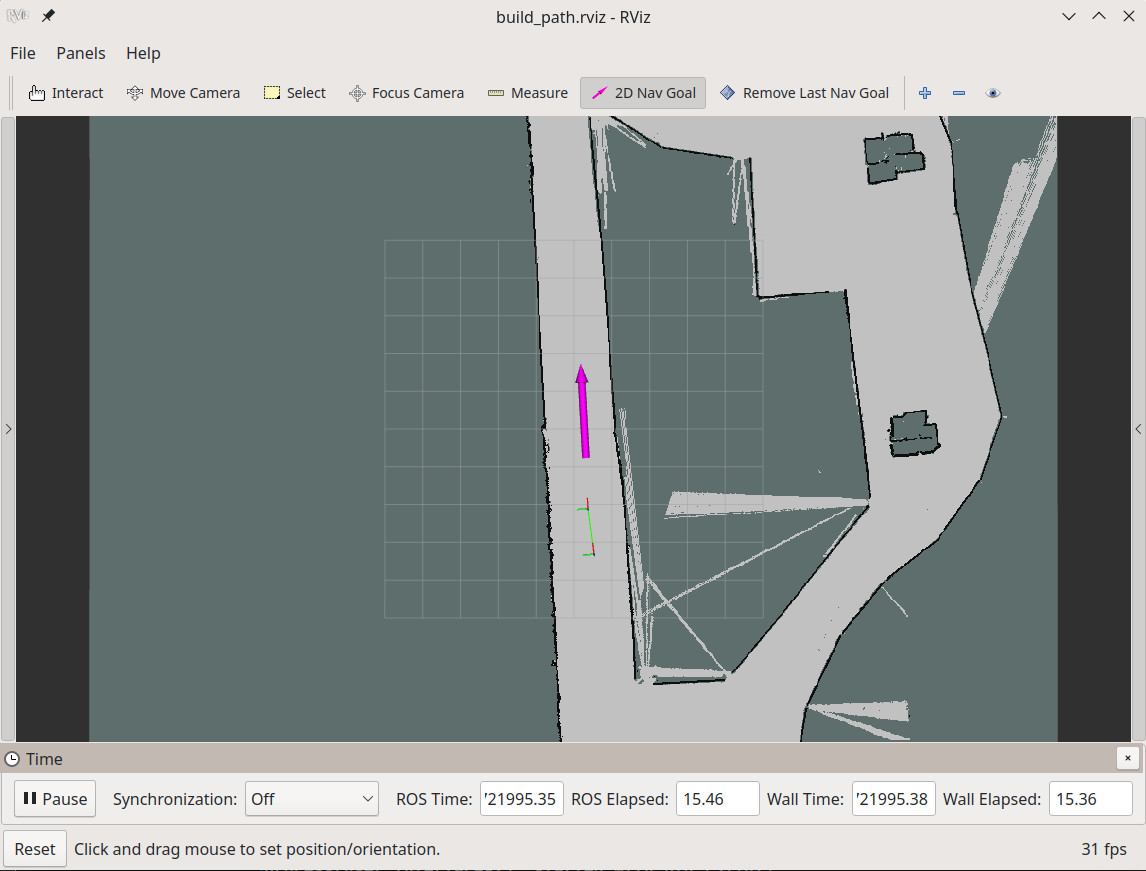 build_path.rviz - RViz
File Panels Help
Interact Move Camera Select Focus Camera Measure 2D Nav Goal Remove Last Nav Goal
Time
Pause Synchronization: Off ROS Time: 721995.35 ROS Elapsed: 15.46 Wall Time: 721995.38 Wall Elapsed: 15.36
Reset Click and drag mouse to set position/orientation. 31 fps